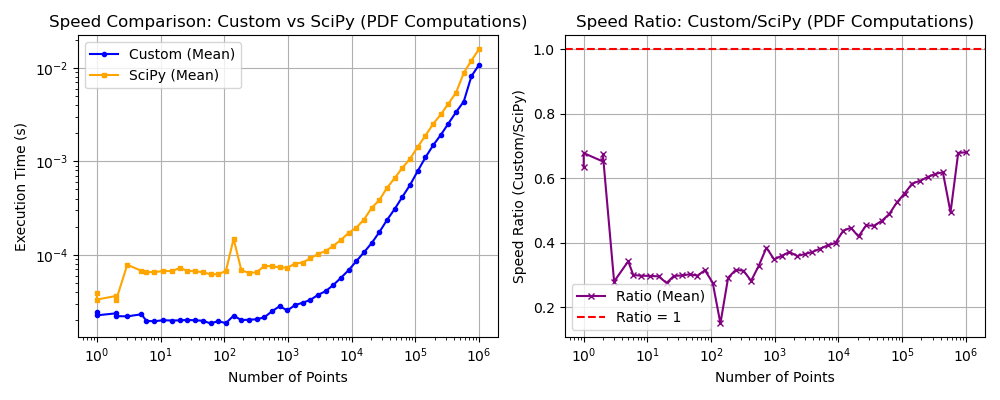 Speed Comparison: Custom vs SciPy (PDF Computations)
Custom (Mean)
SciPy (Mean)
Execution Time (s)
10⁻²
10⁻³
10⁻⁴
10⁰ 10¹ 10² 10³ 10⁴ 10⁵ 10⁶
Number of Points
Speed Ratio: Custom/SciPy (PDF Computations)
Speed Ratio (Custom/SciPy)
1.0
0.8
0.6
0.4
0.2
Ratio (Mean)
Ratio = 1
10⁰ 10¹ 10² 10³ 10⁴ 10⁵ 10⁶
Number of Points